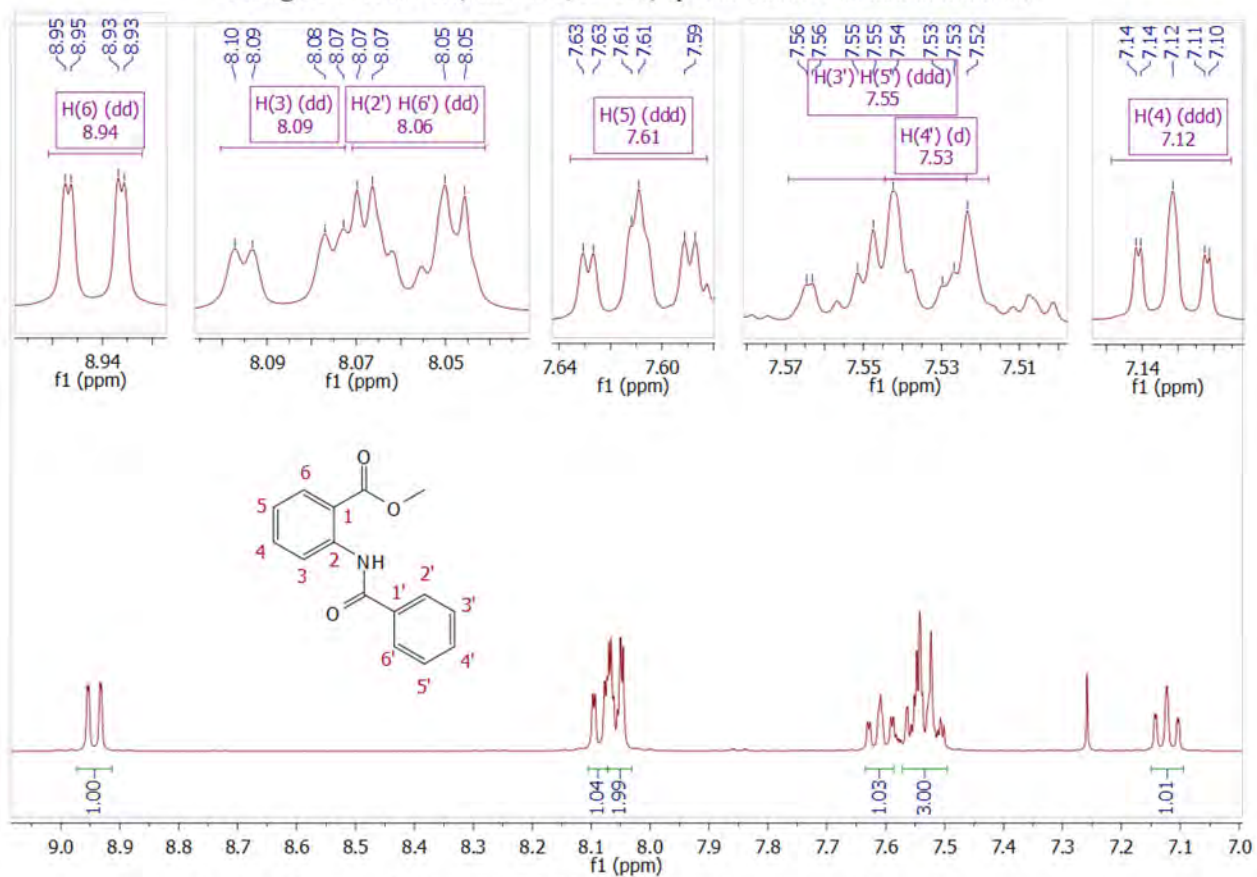 8.95 8.95 8.93 8.93 8.10 8.09 8.08 8.07 8.07 8.07 8.05 8.05 7.63 7.63 7.61 7.61 7.59 7.56 7.56 7.55 7.55 7.54 7.53 7.53 7.52 7.14 7.14 7.12 7.11 7.10
H(6) (dd)
8.94
H(3) (dd)
8.09
H(2') H(6') (dd)
8.06
H(5) (ddd)
7.61
H(3') H(5') (ddd)
7.55
H(4') (d)
7.53
H(4) (ddd)
7.12
8.94
f1 (ppm)
8.09 8.07 8.05
f1 (ppm)
7.64 7.60
f1 (ppm)
7.57 7.55 7.53 7.51
f1 (ppm)
7.14
f1 (ppm)
6
O
5
1
O
4
2
NH
3
1'
2'
O
3'
6'
4'
5'
1.00 1.04 1.99 1.03 3.00 1.01
9.0 8.9 8.8 8.7 8.6 8.5 8.4 8.3 8.2 8.1 8.0 7.9 7.8 7.7 7.6 7.5 7.4 7.3 7.2 7.1 7.0
f1 (ppm)